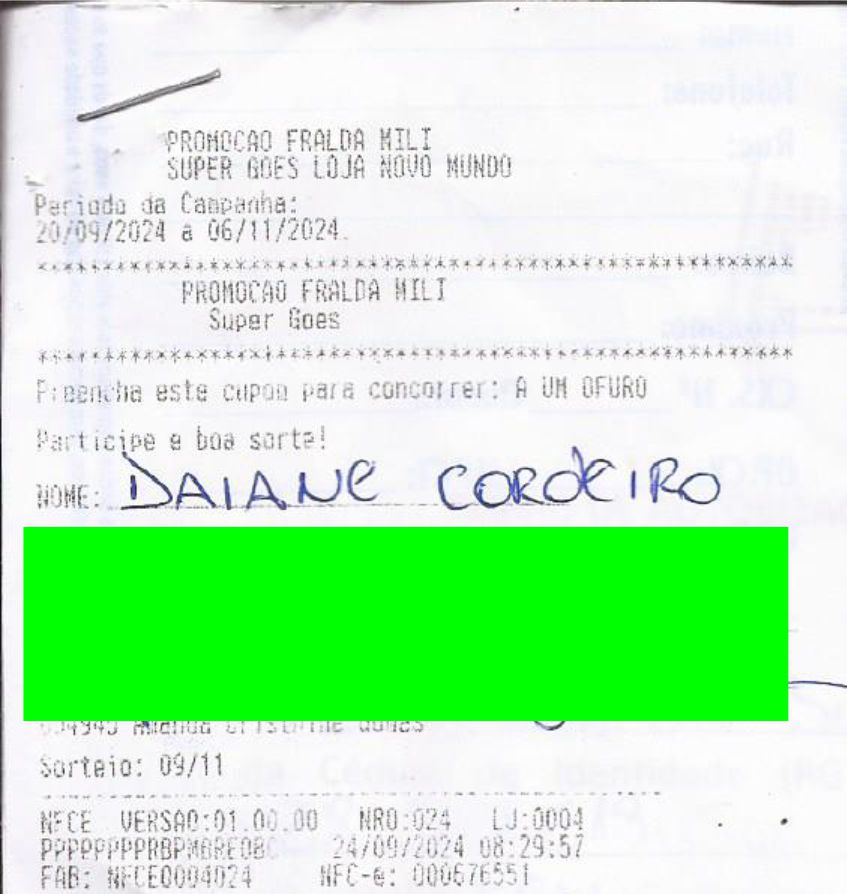 PROMOCAO FRALDA MILI
SUPER GOES LOJA NOVO MUNDO
Periodo da Campanha:
20/09/2024 a 06/11/2024.
************************************************
PROMOCAO FRALDA MILI
Super Goes
************************************************
Preencha este cupom para concorrer: A UM OFURO
Participe e boa sorte!
NOME: DAIANE CORDEIRO
Sorteio: 09/11
NFCE VERSAO:01.00.00 NRO:024 LJ:0004
24/09/2024 08:29:57
FAB: NFCE0004024 NFC-e: 000676551